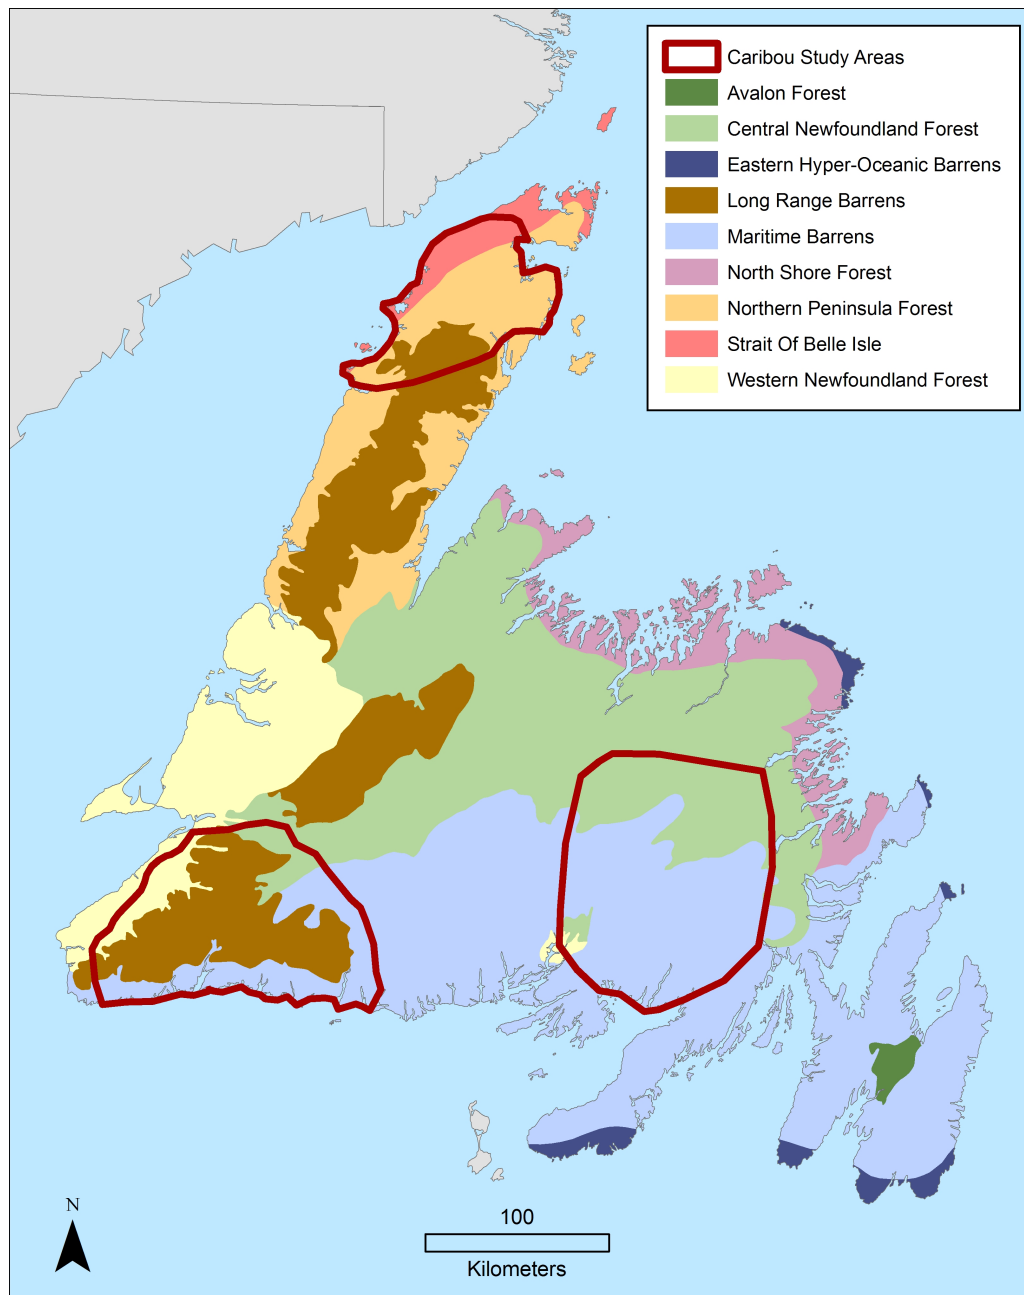 Caribou Study Areas
Avalon Forest
Central Newfoundland Forest
Eastern Hyper-Oceanic Barrens
Long Range Barrens
Maritime Barrens
North Shore Forest
Northern Peninsula Forest
Strait Of Belle Isle
Western Newfoundland Forest
N
100
Kilometers